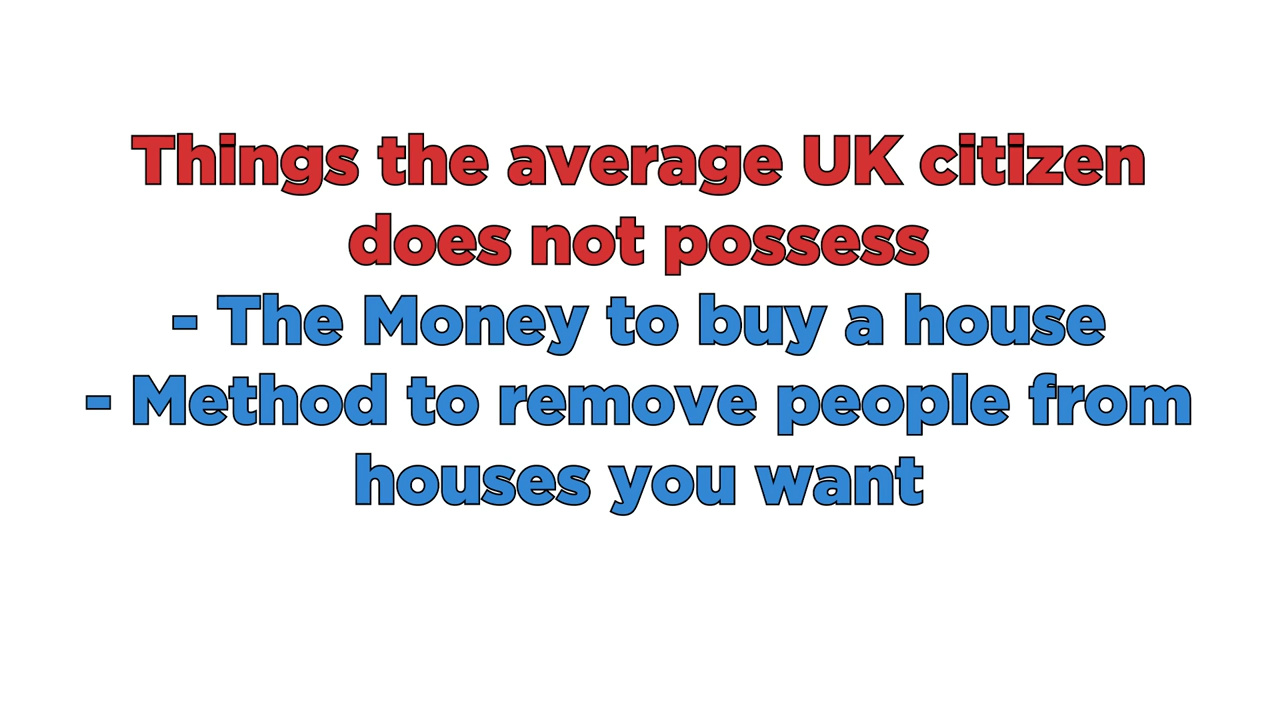 Things the average UK citizen
does not possess
- The Money to buy a house
- Method to remove people from
houses you want